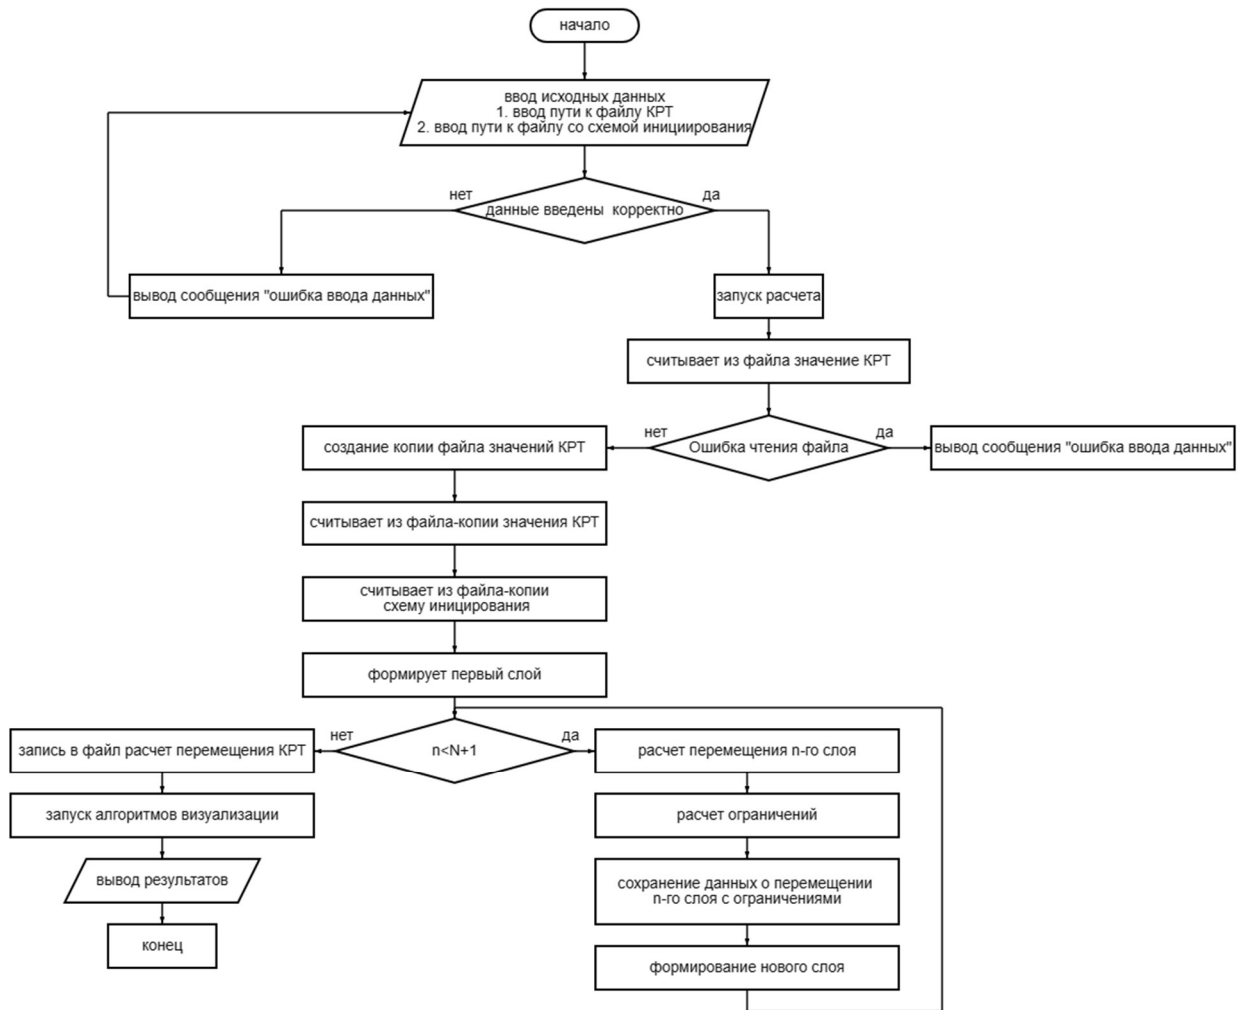 начало
ввод исходных данных
1. ввод пути к файлу КРТ
2. ввод пути к файлу со схемой инициирования
нет
да
данные введены корректно
вывод сообщения "ошибка ввода данных"
запуск расчета
считывает из файла значение КРТ
нет
да
создание копии файла значений КРТ
Ошибка чтения файла
вывод сообщения "ошибка ввода данных"
считывает из файла-копии значения КРТ
считывает из файла-копии
схему иницирования
формирует первый слой
нет
да
запись в файл расчет перемещения КРТ
n<N+1
расчет перемещения n-го слоя
запуск алгоритмов визуализации
расчет ограничений
вывод результатов
сохранение данных о перемещении
n-го слоя с ограничениями
конец
формирование нового слоя